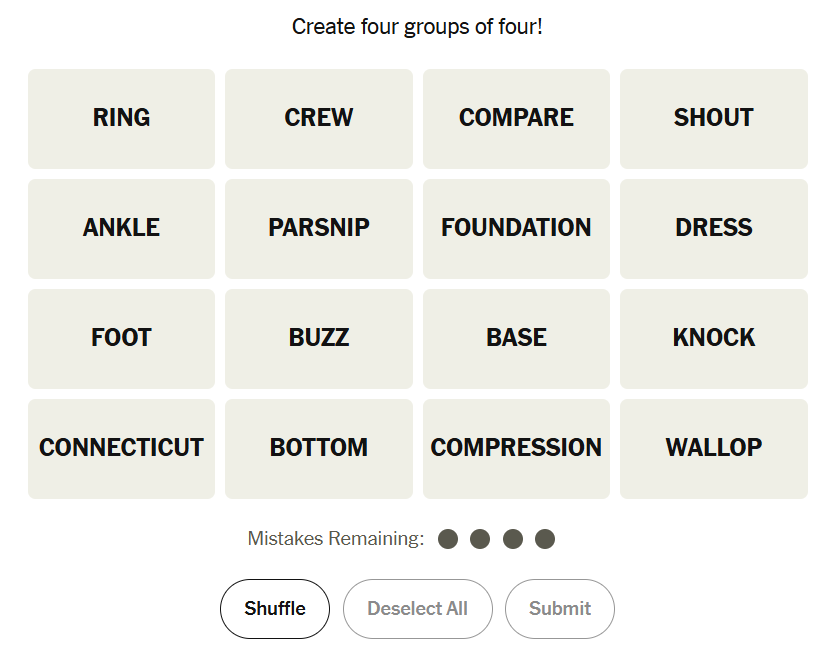 Create four groups of four!
RING CREW COMPARE SHOUT
ANKLE PARSNIP FOUNDATION DRESS
FOOT BUZZ BASE KNOCK
CONNECTICUT BOTTOM COMPRESSION WALLOP
Mistakes Remaining:
Shuffle Deselect All Submit